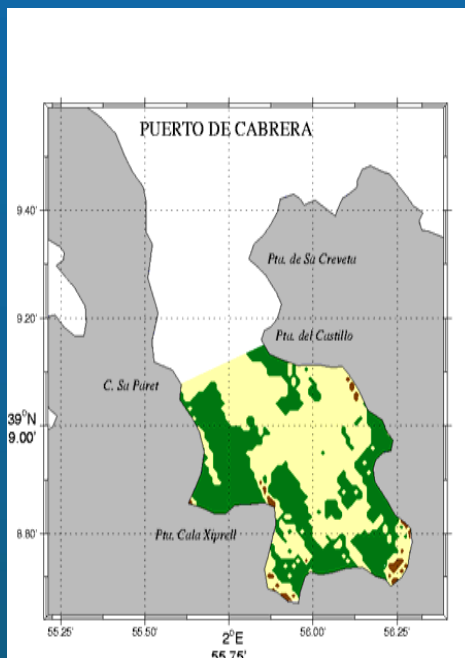 PUERTO DE CABRERA
9.40'
Pta. de Sa Creveta
9.20'
Pta. del Castillo
C. Sa Paret
39°N
9.00'
Pta. Cala Xiprell
8.80'
55.25' 55.50' 2°E 56.00' 56.25'
55.75'